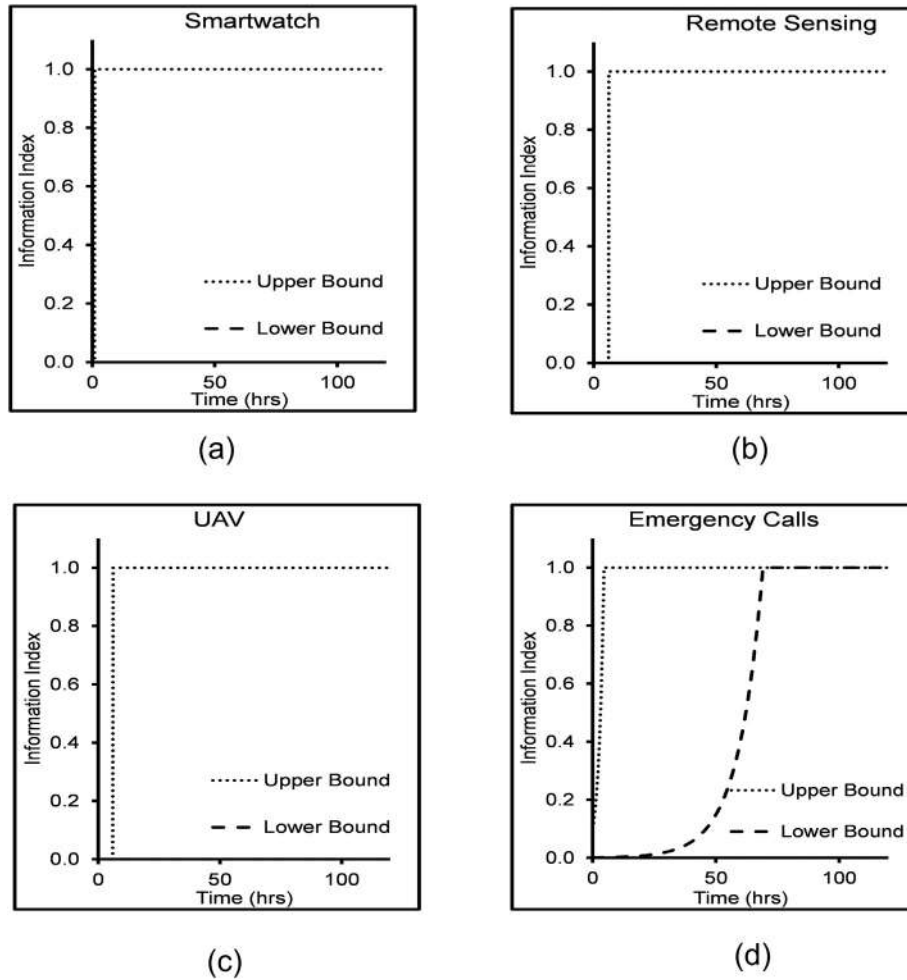 Smartwatch
1.0
0.8
0.6
0.4
0.2
0.0
Information Index
Upper Bound
Lower Bound
0 50 100
Time (hrs)
(a)
Remote Sensing
1.0
0.8
0.6
0.4
0.2
0.0
Information Index
Upper Bound
Lower Bound
0 50 100
Time (hrs)
(b)
UAV
1.0
0.8
0.6
0.4
0.2
0.0
Information Index
Upper Bound
Lower Bound
0 50 100
Time (hrs)
(c)
Emergency Calls
1.0
0.8
0.6
0.4
0.2
0.0
Information Index
Upper Bound
Lower Bound
0 50 100
Time (hrs)
(d)